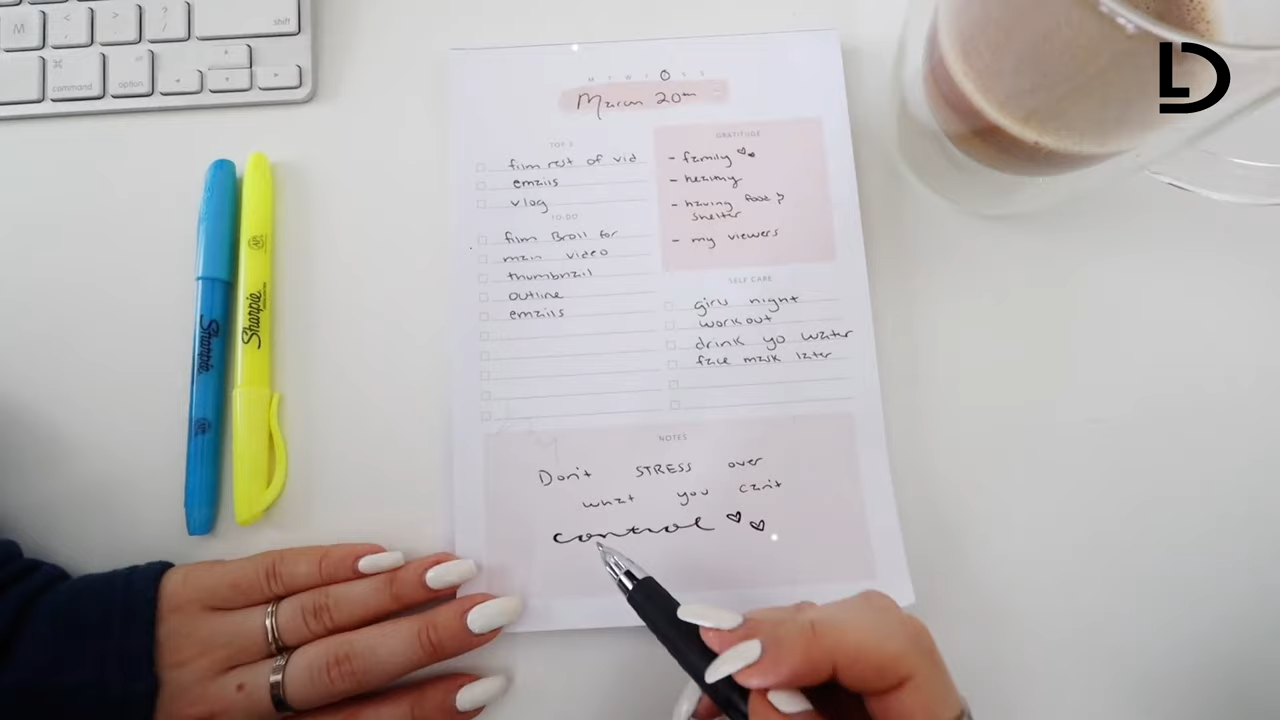 M
<
,
>
.
?
/
shift
⌘
command
option
M T W T F S S
March 20th
TOP 3
film rest of vid
emails
vlog
TO-DO
film Broll for
main video
thumbnail
outline
emails
GRATITUDE
- family
- healthy
- having food &
shelter
- my viewers
SELF CARE
girls night
workout
drink yo water
face mask later
NOTES
Don't STRESS over
what you can't
control
Sharpie
Sharpie
LD